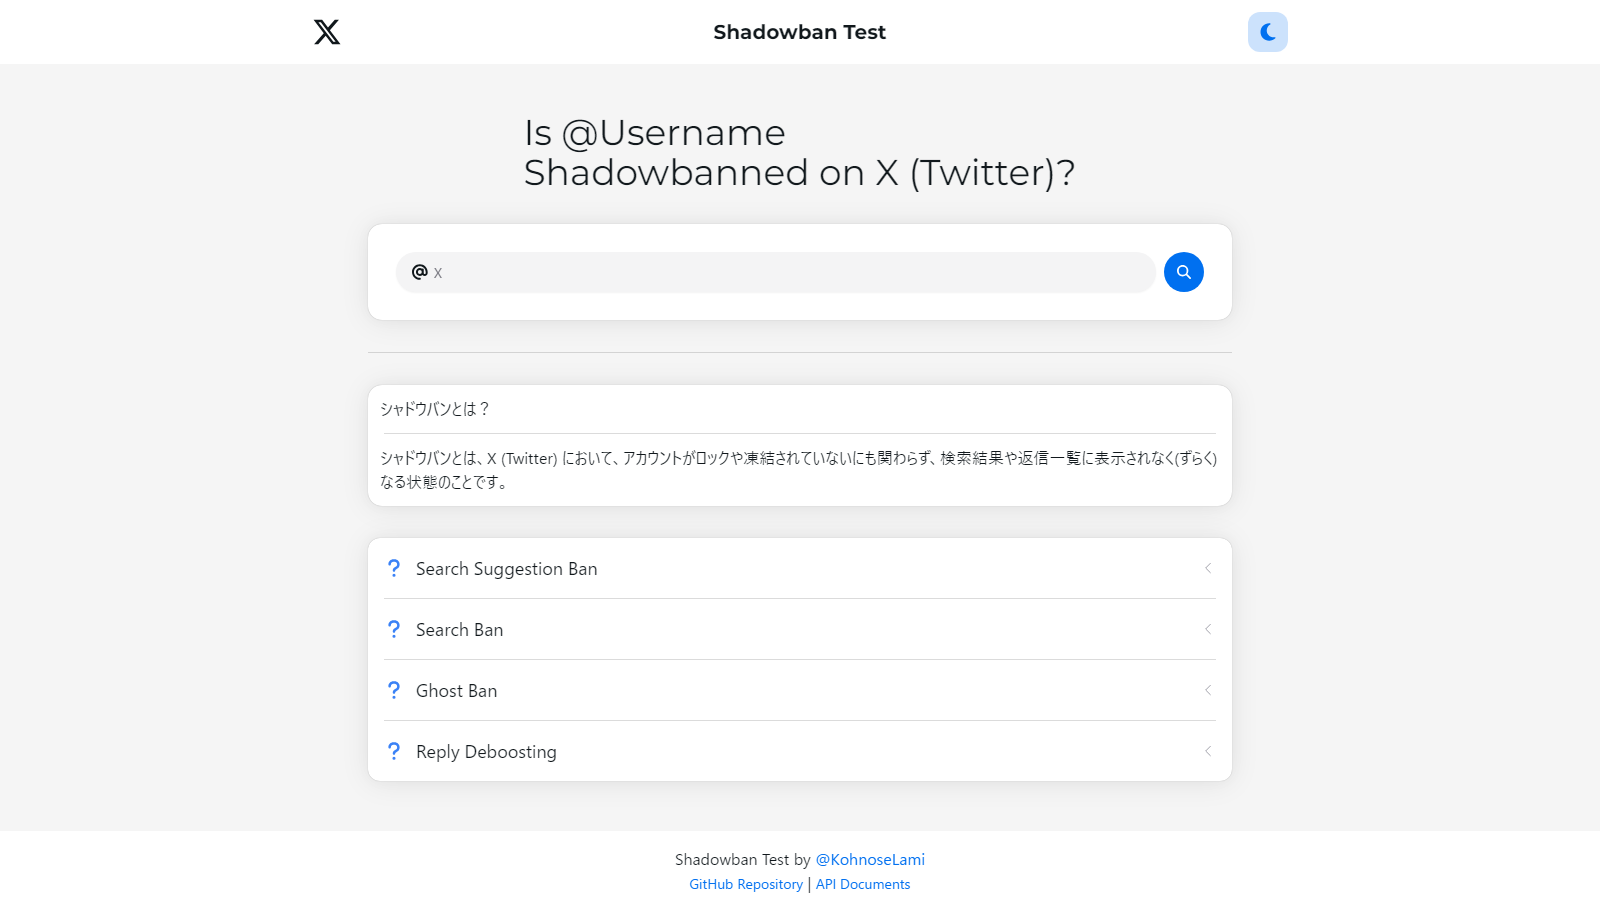 Shadowban Test
Is @Username
Shadowbanned on X (Twitter)?
@ X
シャドウバンとは？
シャドウバンとは、X (Twitter) において、アカウントがロックや凍結されていないにも関わらず、検索結果や返信一覧に表示されなく(ずらく)
なる状態のことです。
? Search Suggestion Ban
? Search Ban
? Ghost Ban
? Reply Deboosting
Shadowban Test by @KohnoseLami
GitHub Repository | API Documents